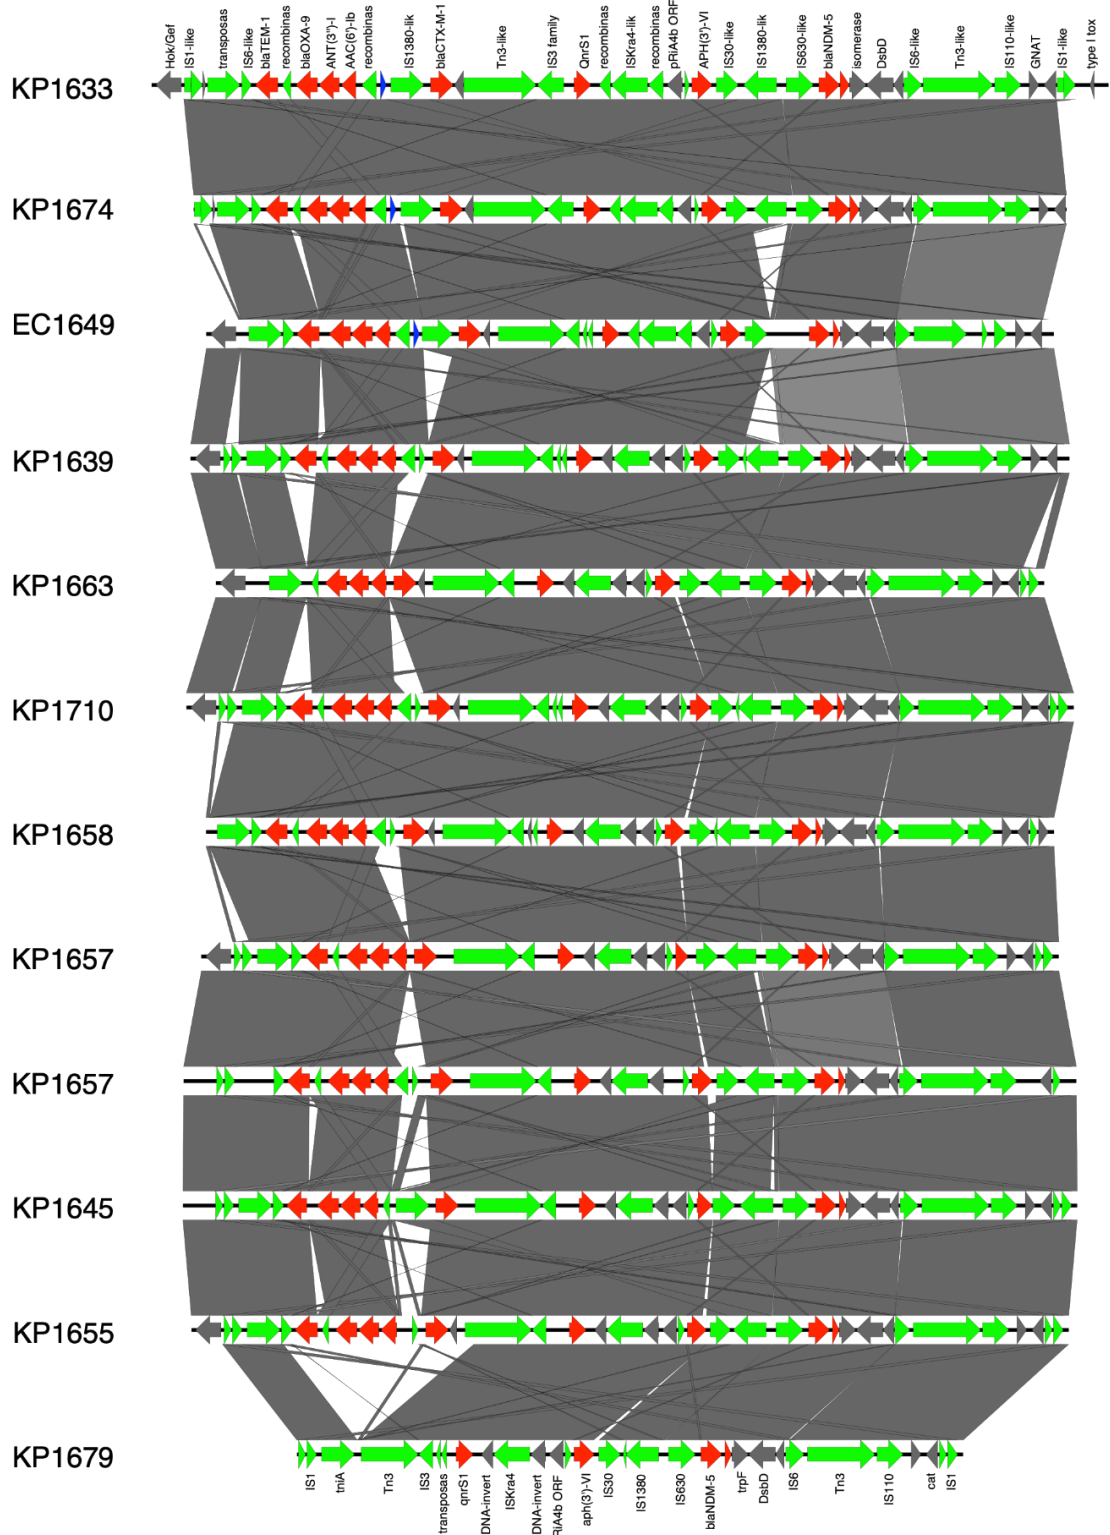 Hok/Gef
IS1-like
transposas
IS6-like
blaTEM-1
recombinas
blaOXA-9
ANT(3")-I
AAC(6')-Ib
recombinas
IS1380-lik
blaCTX-M-1
Tn3-like
IS3 family
QnrS1
recombinas
ISKra4-lik
recombinas
pRiA4b ORF
APH(3')-VI
IS30-like
IS1380-lik
IS630-like
blaNDM-5
isomerase
DsbD
IS6-like
Tn3-like
IS110-like
GNAT
IS1-like
type I tox
KP1633
KP1674
EC1649
KP1639
KP1663
KP1710
KP1658
KP1657
KP1657
KP1645
KP1655
KP1679
IS1
tniA
Tn3
IS3
transposas
qnrS1
DNA-invert
ISKra4
DNA-invert
RiA4b ORF
aph(3')-VI
IS30
IS1380
IS630
blaNDM-5
trpF
DsbD
IS6
Tn3
IS110
cat
IS1